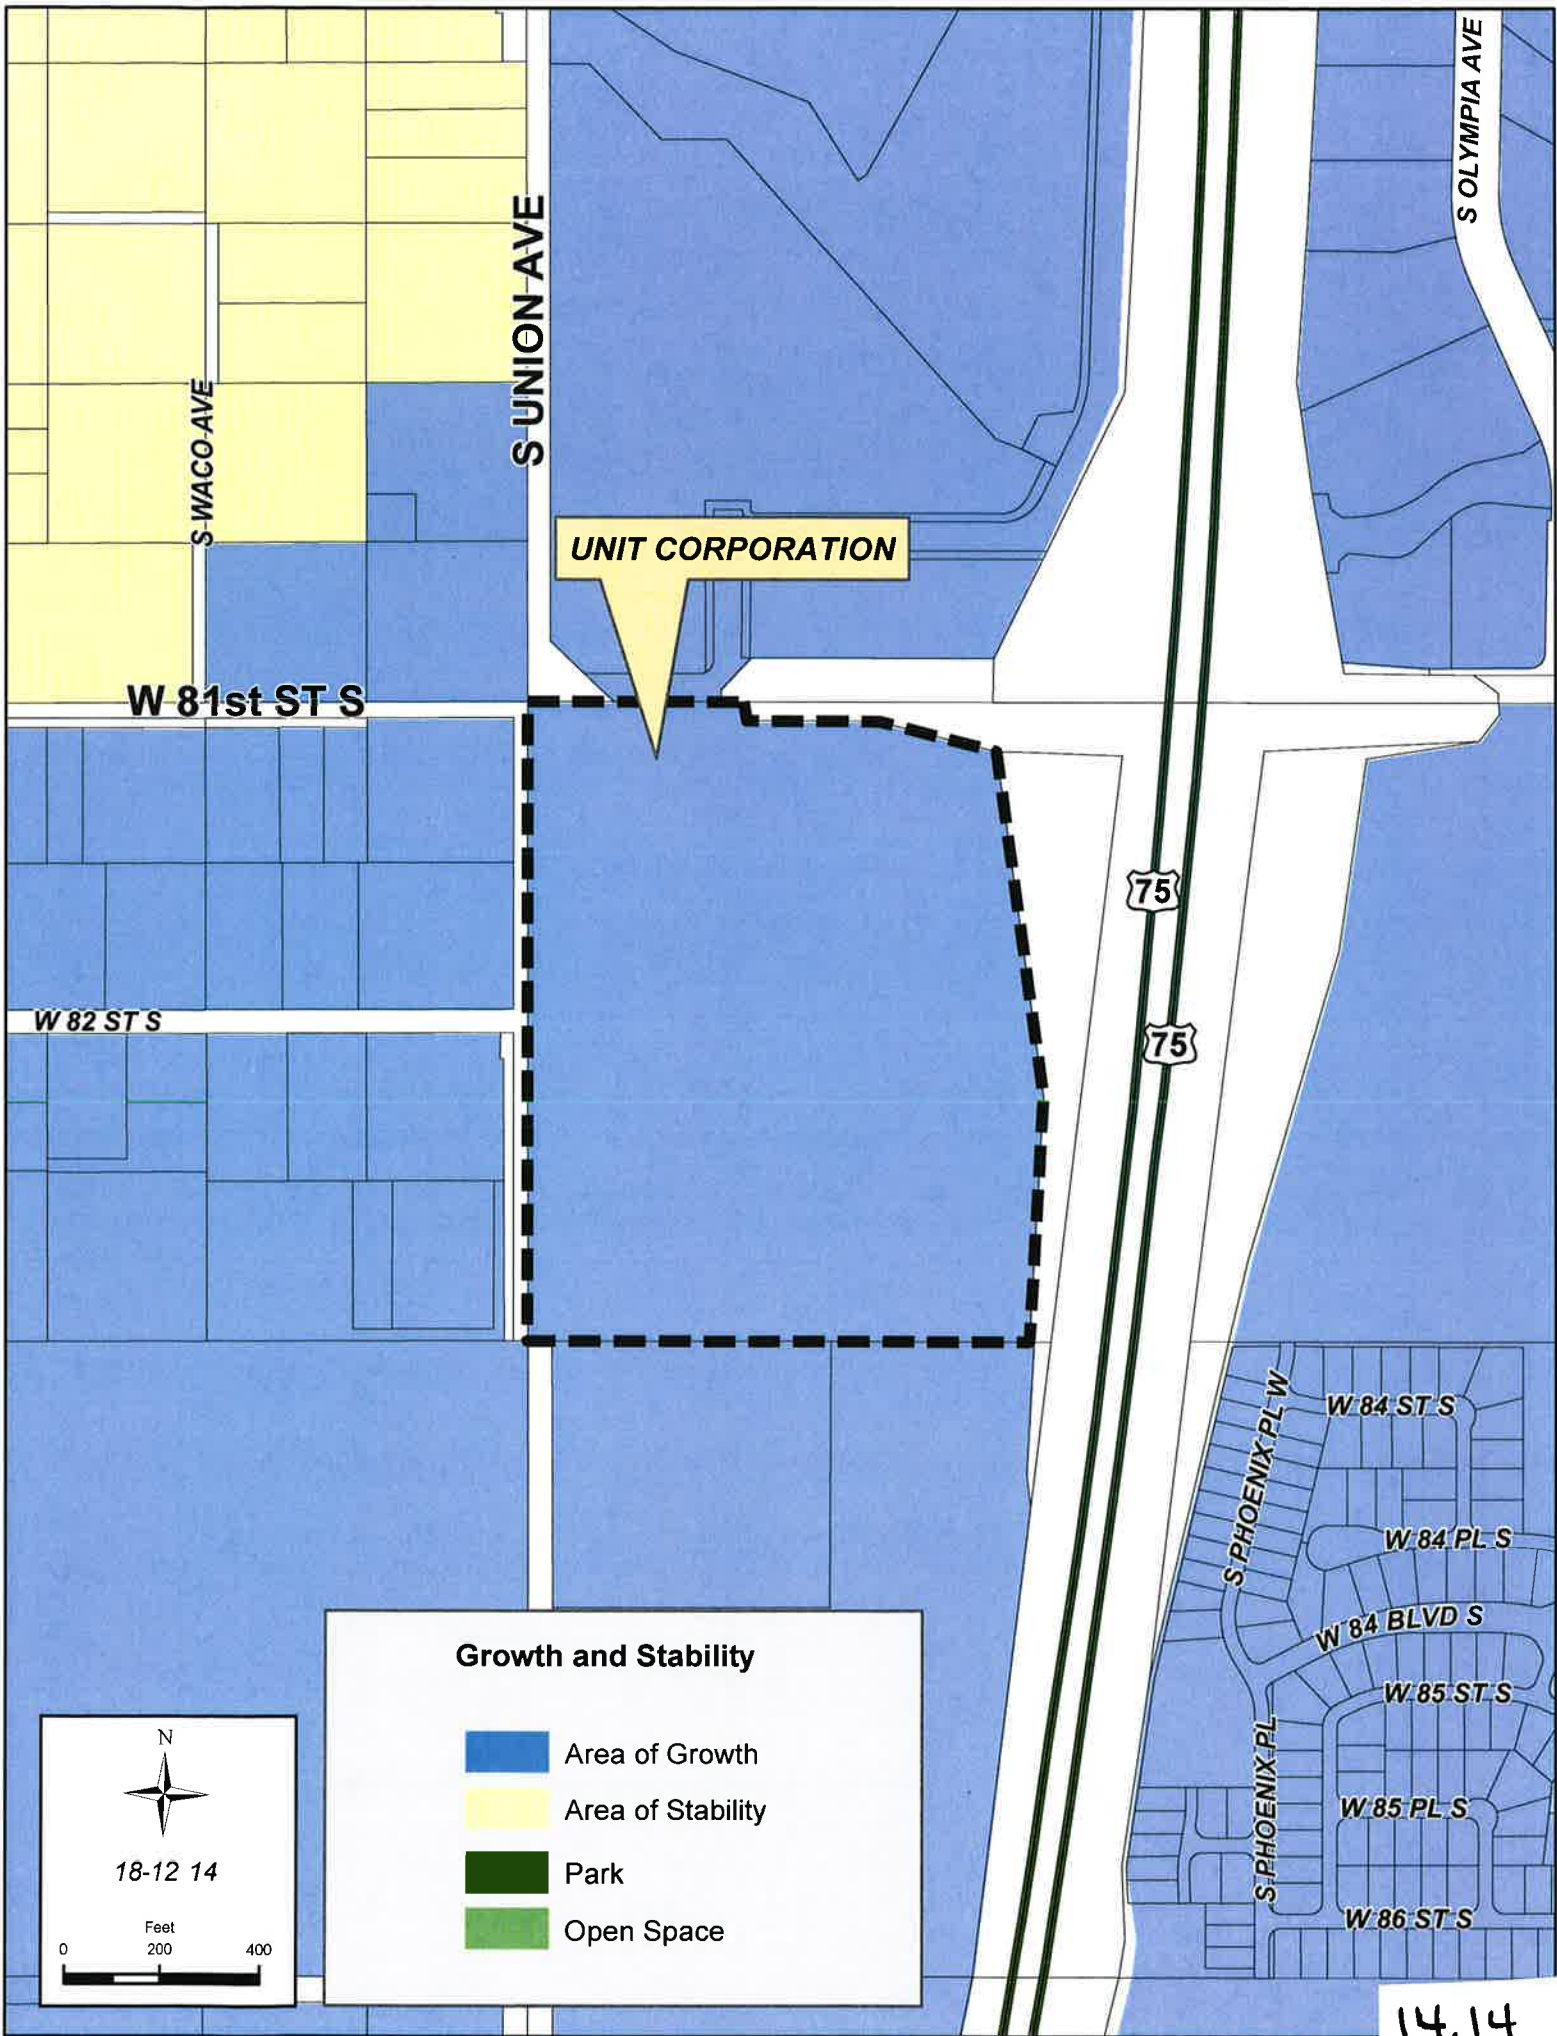 S OLYMPIA AVE
S UNION AVE
S WACO AVE
UNIT CORPORATION
W 81st ST S
75
W 82 ST S
75
S PHOENIX PL W
W 84 ST S
W 84 PL S
W 84 BLVD S
W 85 ST S
S PHOENIX PL
W 85 PL S
W 86 ST S
Growth and Stability
Area of Growth
Area of Stability
Park
Open Space
N
18-12 14
Feet
0 200 400
14.14